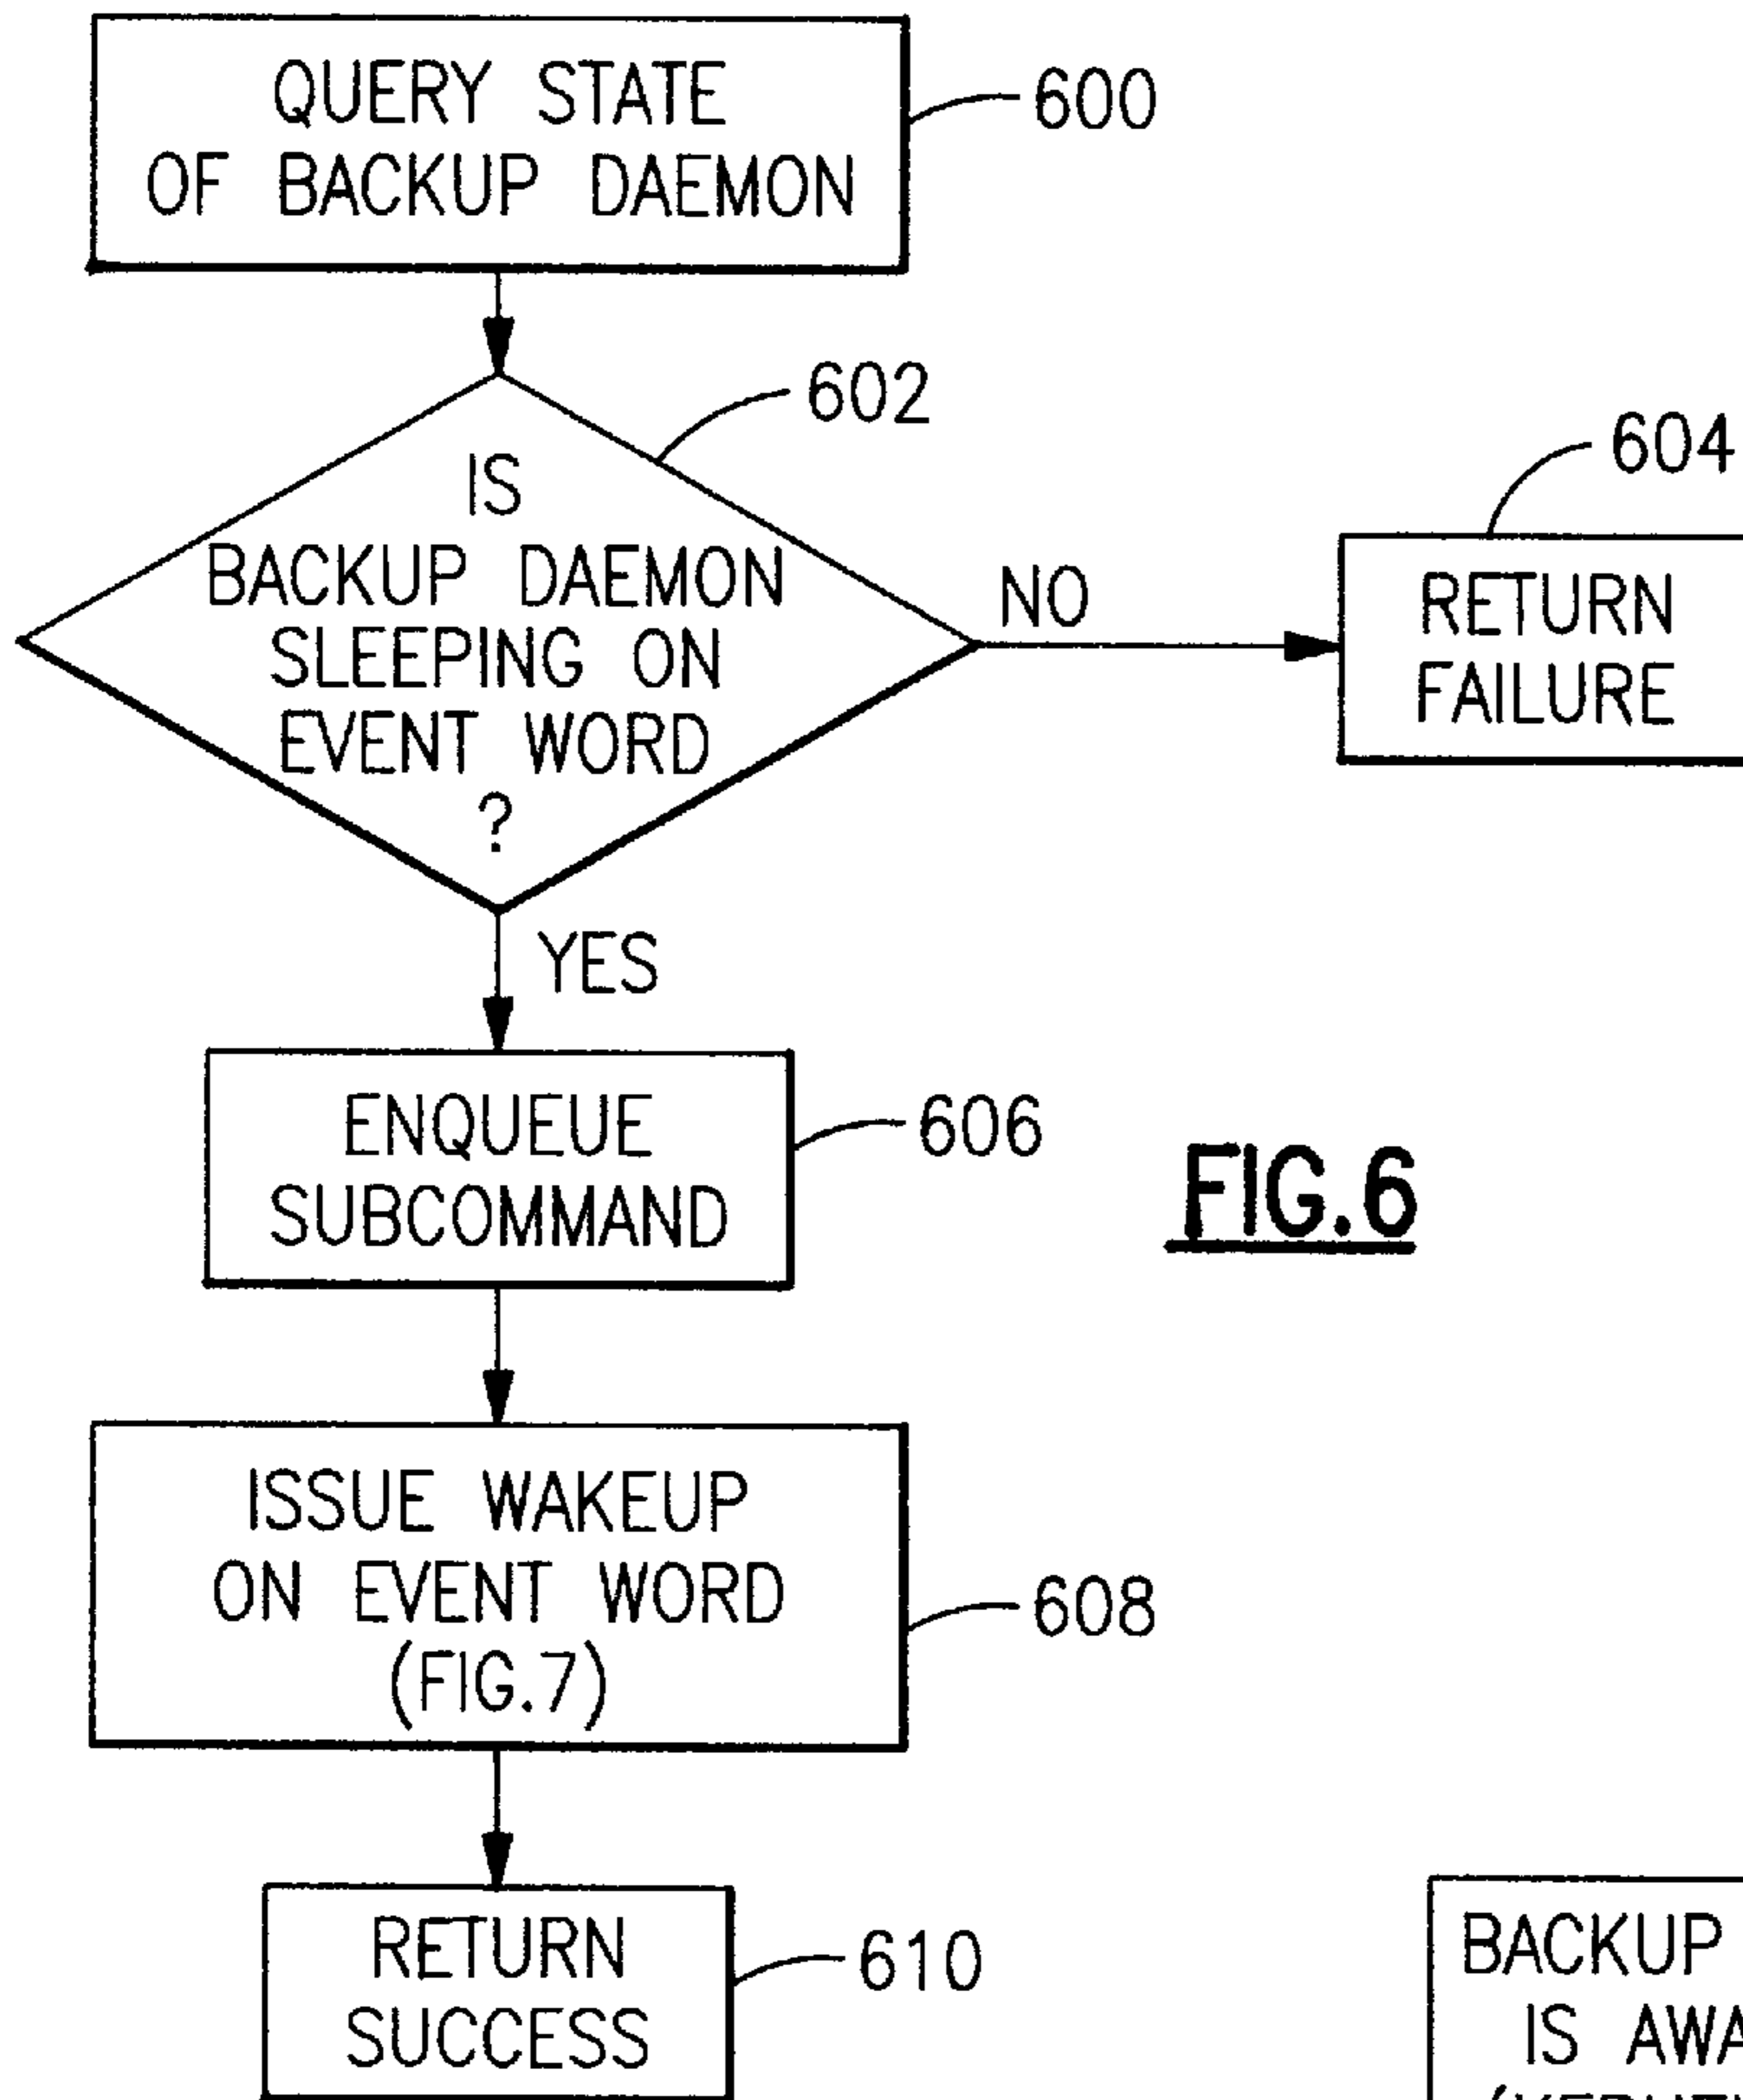 QUERY STATE
OF BACKUP DAEMON
600
602
IS
BACKUP DAEMON
SLEEPING ON
EVENT WORD
?
NO
604
RETURN
FAILURE
YES
ENQUEUE
SUBCOMMAND
606
FIG.6
ISSUE WAKEUP
ON EVENT WORD
(FIG.7)
608
RETURN
SUCCESS
610
BACKUP
IS